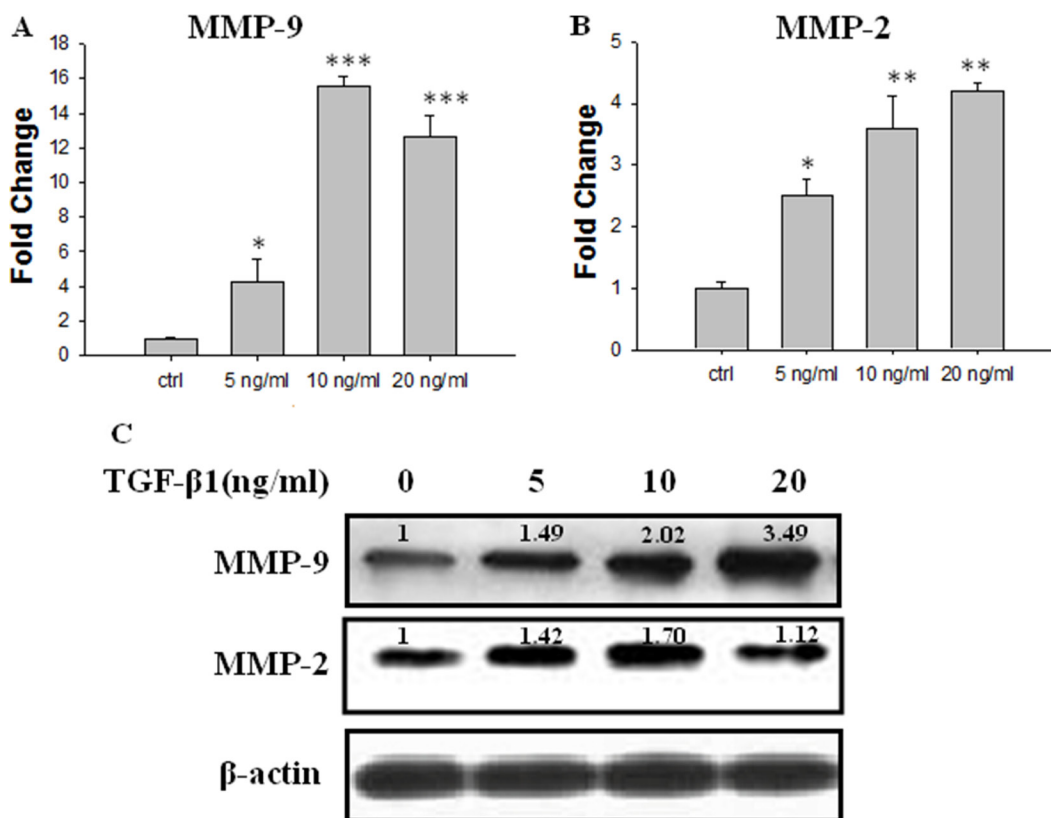 A
MMP-9
Fold Change
18
16
14
12
10
8
6
4
2
0
*
***
***
ctrl
5 ng/ml
10 ng/ml
20 ng/ml
B
MMP-2
Fold Change
5
4
3
2
1
0
*
**
**
ctrl
5 ng/ml
10 ng/ml
20 ng/ml
C
TGF-β1(ng/ml) 0 5 10 20
MMP-9 1 1.49 2.02 3.49
MMP-2 1 1.42 1.70 1.12
β-actin